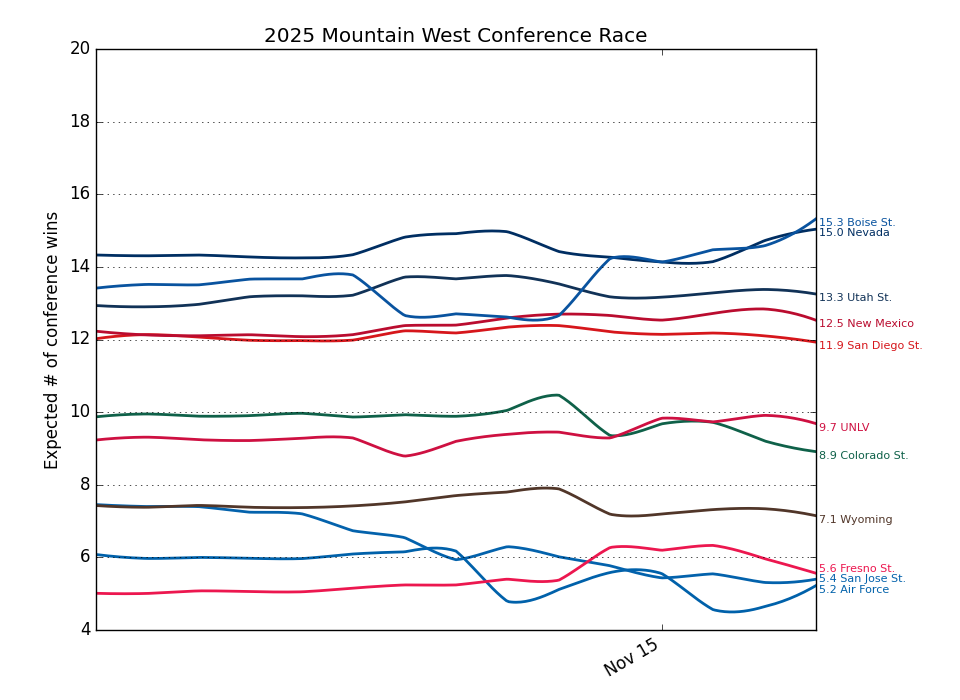 2025 Mountain West Conference Race
Expected # of conference wins
20
18
16
14
12
10
8
6
4
15.3 Boise St.
15.0 Nevada
13.3 Utah St.
12.5 New Mexico
11.9 San Diego St.
9.7 UNLV
8.9 Colorado St.
7.1 Wyoming
5.6 Fresno St.
5.4 San Jose St.
5.2 Air Force
Nov 15